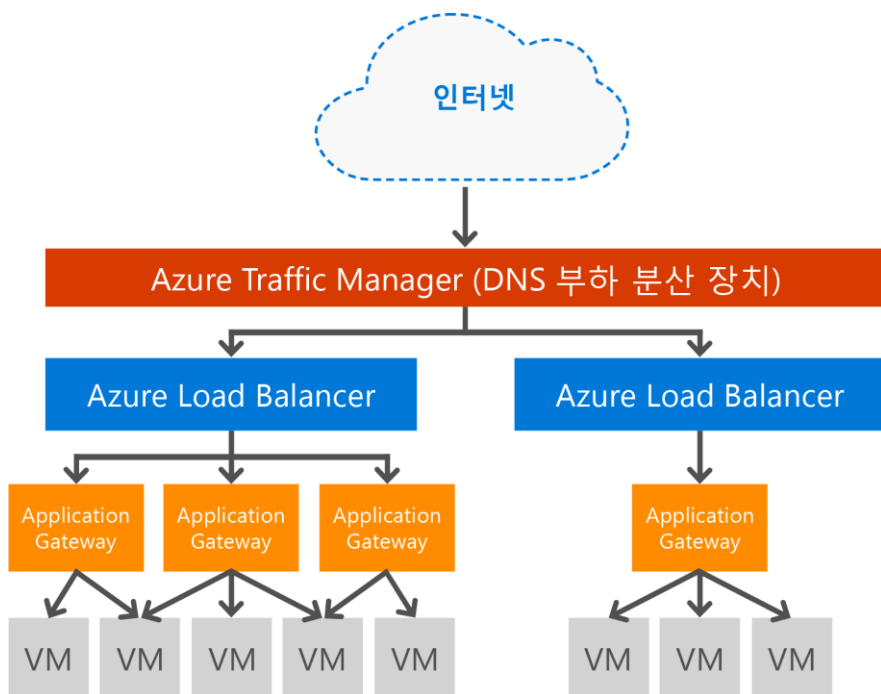 인터넷
Azure Traffic Manager (DNS 부하 분산 장치)
Azure Load Balancer
Azure Load Balancer
Application
Gateway
Application
Gateway
Application
Gateway
Application
Gateway
VM
VM
VM
VM
VM
VM
VM
VM